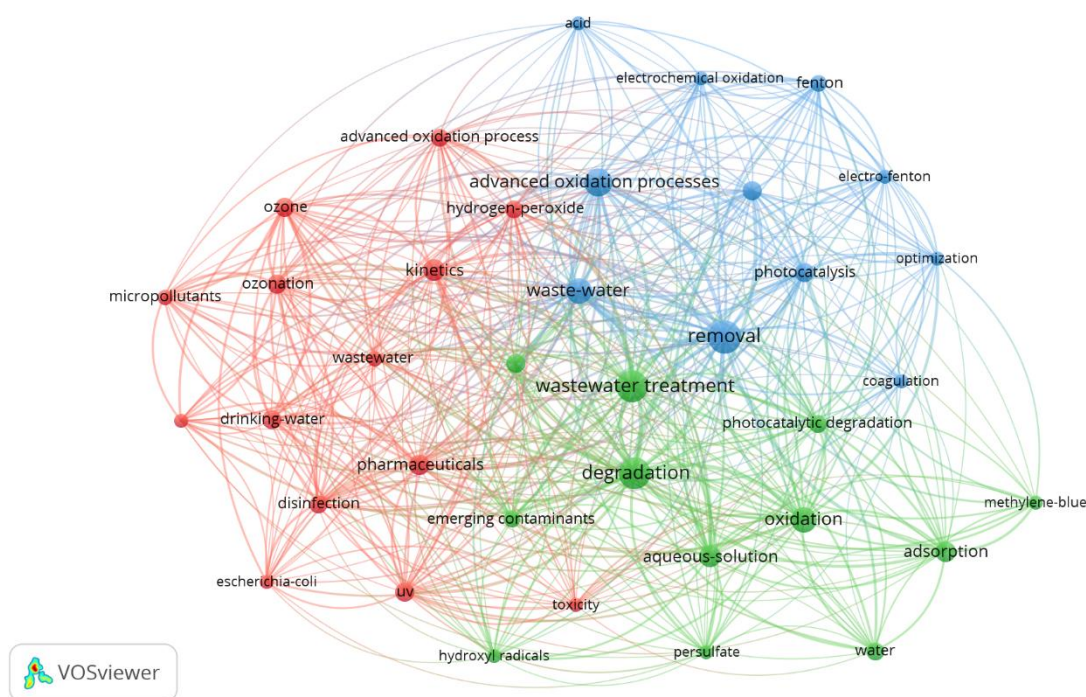 acid
electrochemical oxidation
fenton
advanced oxidation process
electro-fenton
advanced oxidation processes
ozone
hydrogen-peroxide
optimization
kinetics
photocatalysis
ozonation
waste-water
micropollutants
removal
wastewater
coagulation
wastewater treatment
drinking-water
photocatalytic degradation
pharmaceuticals
degradation
disinfection
methylene-blue
emerging contaminants
oxidation
adsorption
aqueous-solution
escherichia-coli
uv
toxicity
hydroxyl radicals
persulfate
water
VOSviewer